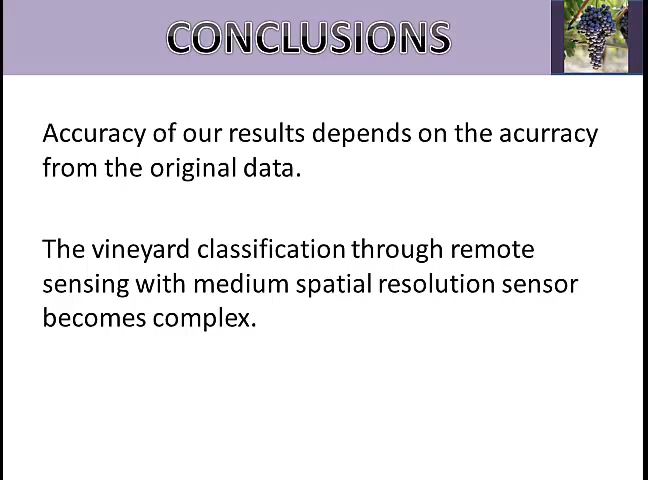 CONCLUSIONS
Accuracy of our results depends on the acurracy
from the original data.
The vineyard classification through remote
sensing with medium spatial resolution sensor
becomes complex.